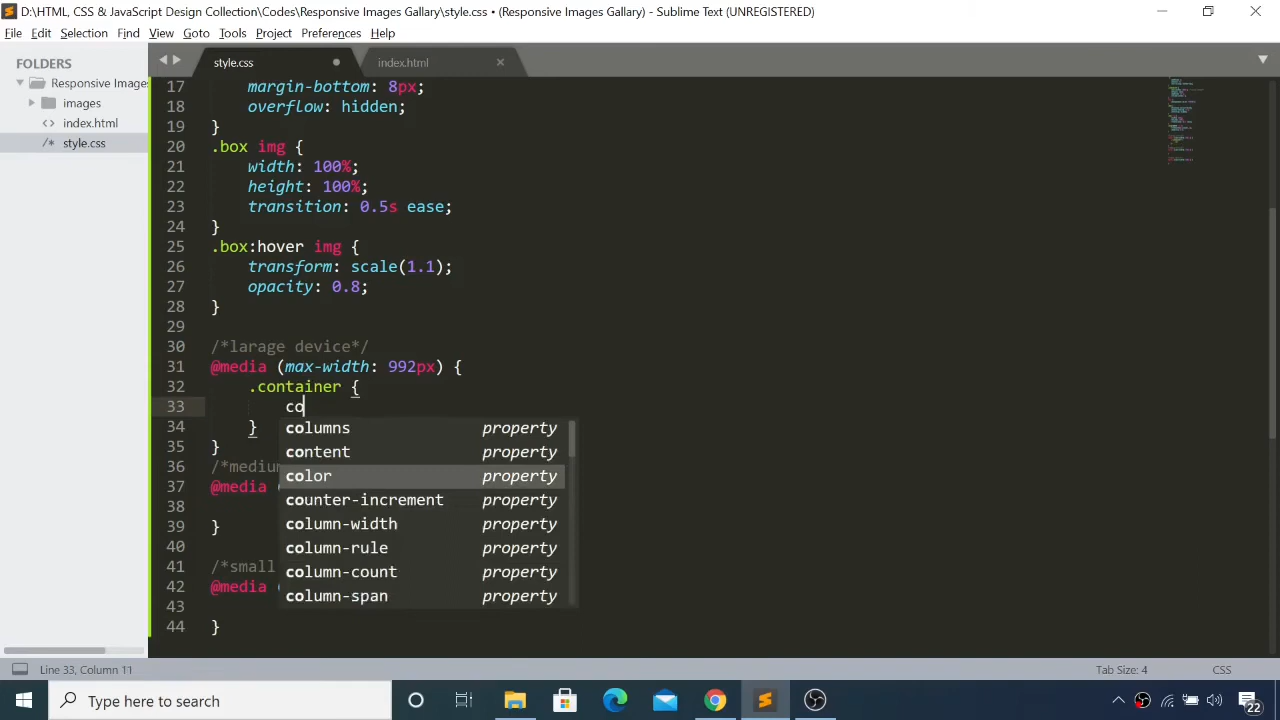 D:\HTML, CSS & JavaScript Design Collection\Codes\Responsive Images Gallary\style.css • (Responsive Images Gallary) - Sublime Text (UNREGISTERED)
File Edit Selection Find View Goto Tools Project Preferences Help
FOLDERS
Responsive Images
images
index.html
style.css
style.css index.html
17 margin-bottom: 8px;
18 overflow: hidden;
19 }
20 .box img {
21 width: 100%;
22 height: 100%;
23 transition: 0.5s ease;
24 }
25 .box:hover img {
26 transform: scale(1.1);
27 opacity: 0.8;
28 }
29
30 /*larage device*/
31 @media (max-width: 992px) {
32 .container {
33 co
34 }
35 }
36 /*medium
37 @media (
38
39 }
40
41 /*small
42 @media (
43
44 }
columns property
content property
color property
counter-increment property
column-width property
column-rule property
column-count property
column-span property
Line 33, Column 11 Tab Size: 4 CSS
Type here to search
22